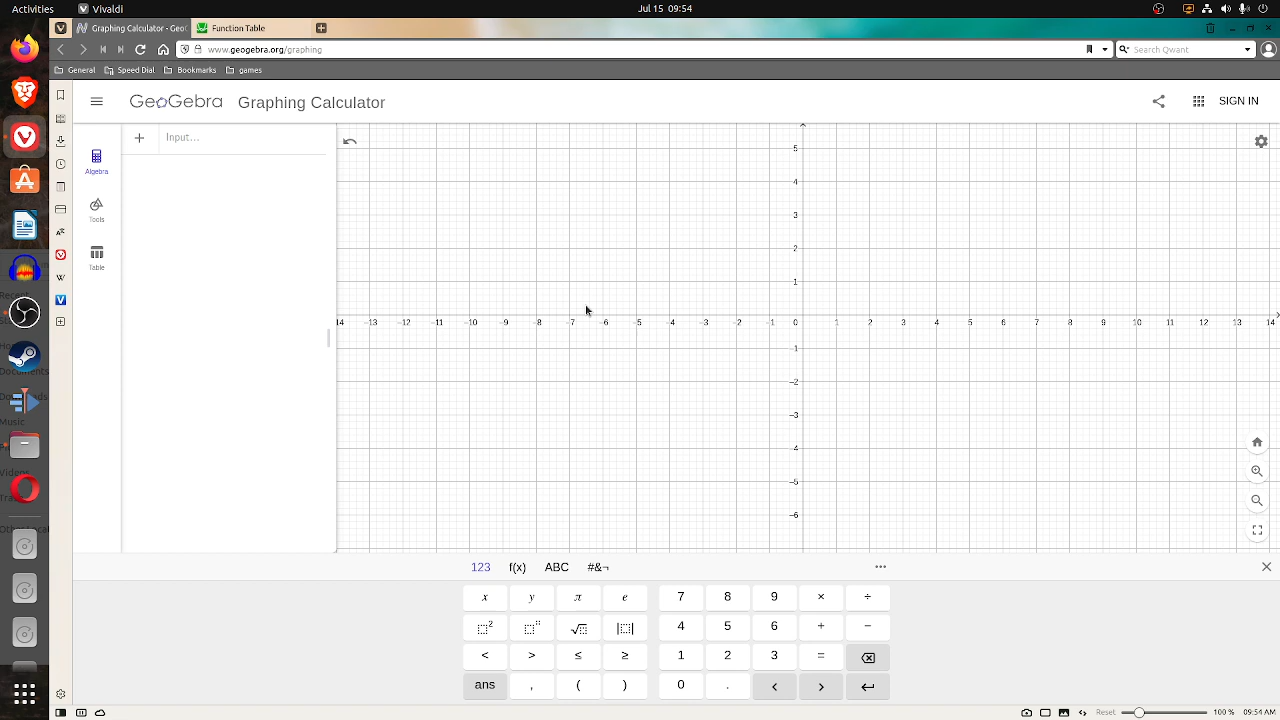 Activities Vivaldi Jul 15 09:54
Graphing Calculator - Geo Function Table
www.geogebra.org/graphing Search Qwant
General Speed Dial Bookmarks games
GeoGebra Graphing Calculator SIGN IN
+ Input…
Algebra
Tools
Table
5
4
3
2
1
14 −13 −12 −11 −10 −9 −8 −7 −6 −5 −4 −3 −2 −1 0 1 2 3 4 5 6 7 8 9 10 11 12 13 14
−1
−2
−3
−4
−5
−6
Music
Videos
123 f(x) ABC #&¬ •••
x y π e 7 8 9 × ÷
4 5 6 + −
< > ≤ ≥ 1 2 3 =
ans , ( ) 0 . < >
Reset 100 % 09:54 AM